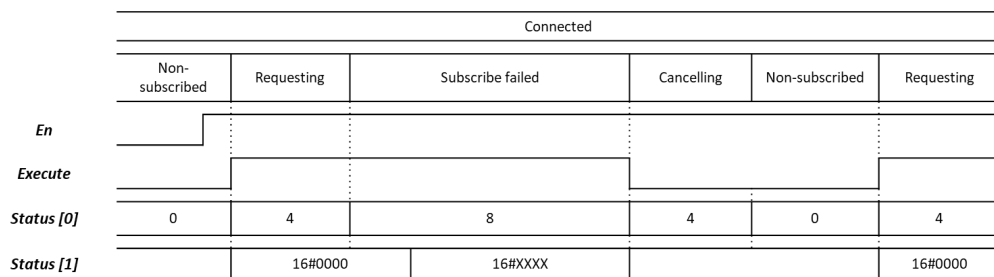 Connected
Non-
subscribed
Requesting
Subscribe failed
Cancelling
Non-subscribed
Requesting
En
Execute
Status [0]
0
4
8
4
0
4
Status [1]
16#0000
16#XXXX
16#0000